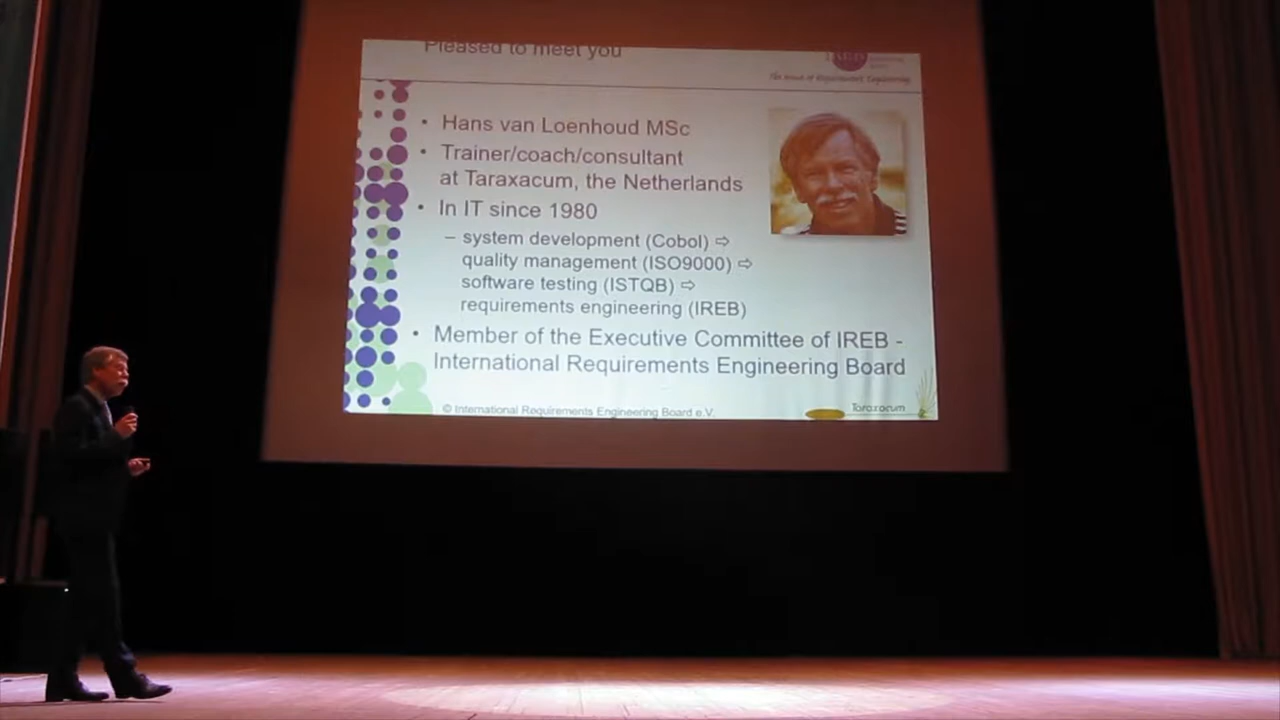 Pleased to meet you
The Home of Requirements Engineering
• Hans van Loenhoud MSc
• Trainer/coach/consultant
at Taraxacum, the Netherlands
• In IT since 1980
– system development (Cobol) ⇨
quality management (ISO9000) ⇨
software testing (ISTQB) ⇨
requirements engineering (IREB)
• Member of the Executive Committee of IREB -
International Requirements Engineering Board
© International Requirements Engineering Board e.V.
Taraxacum